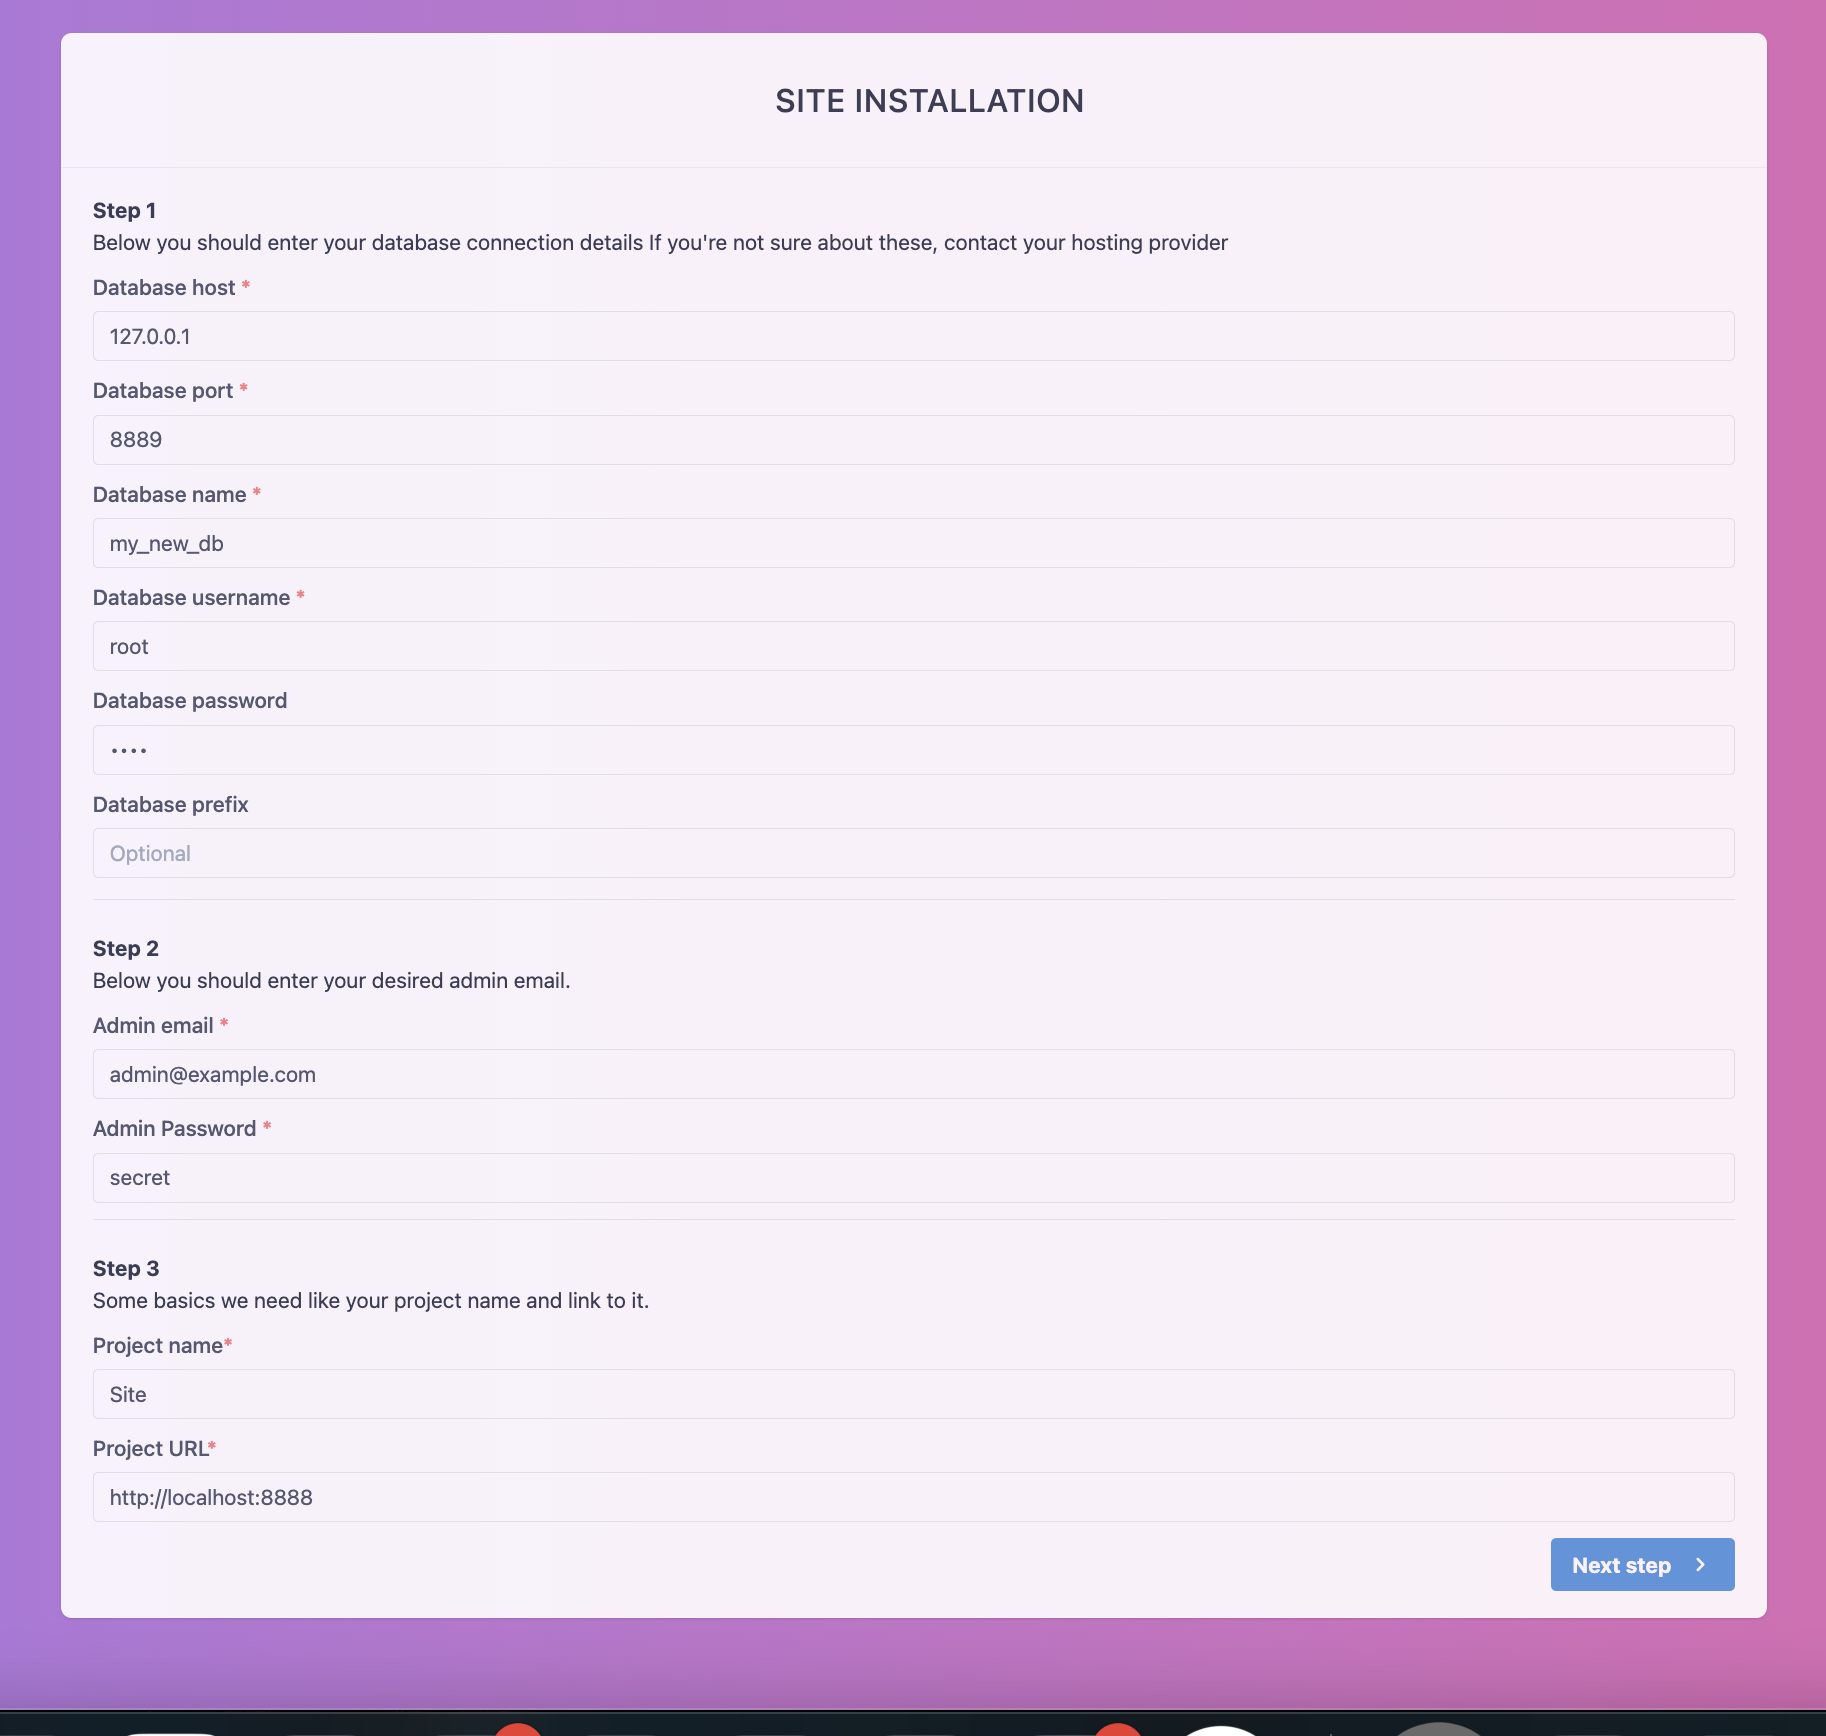 SITE INSTALLATION
Step 1
Below you should enter your database connection details If you're not sure about these, contact your hosting provider
Database host *
127.0.0.1
Database port *
8889
Database name *
my_new_db
Database username *
root
Database password
••••
Database prefix
Optional
Step 2
Below you should enter your desired admin email.
Admin email *
admin@example.com
Admin Password *
secret
Step 3
Some basics we need like your project name and link to it.
Project name*
Site
Project URL*
http://localhost:8888
Next step